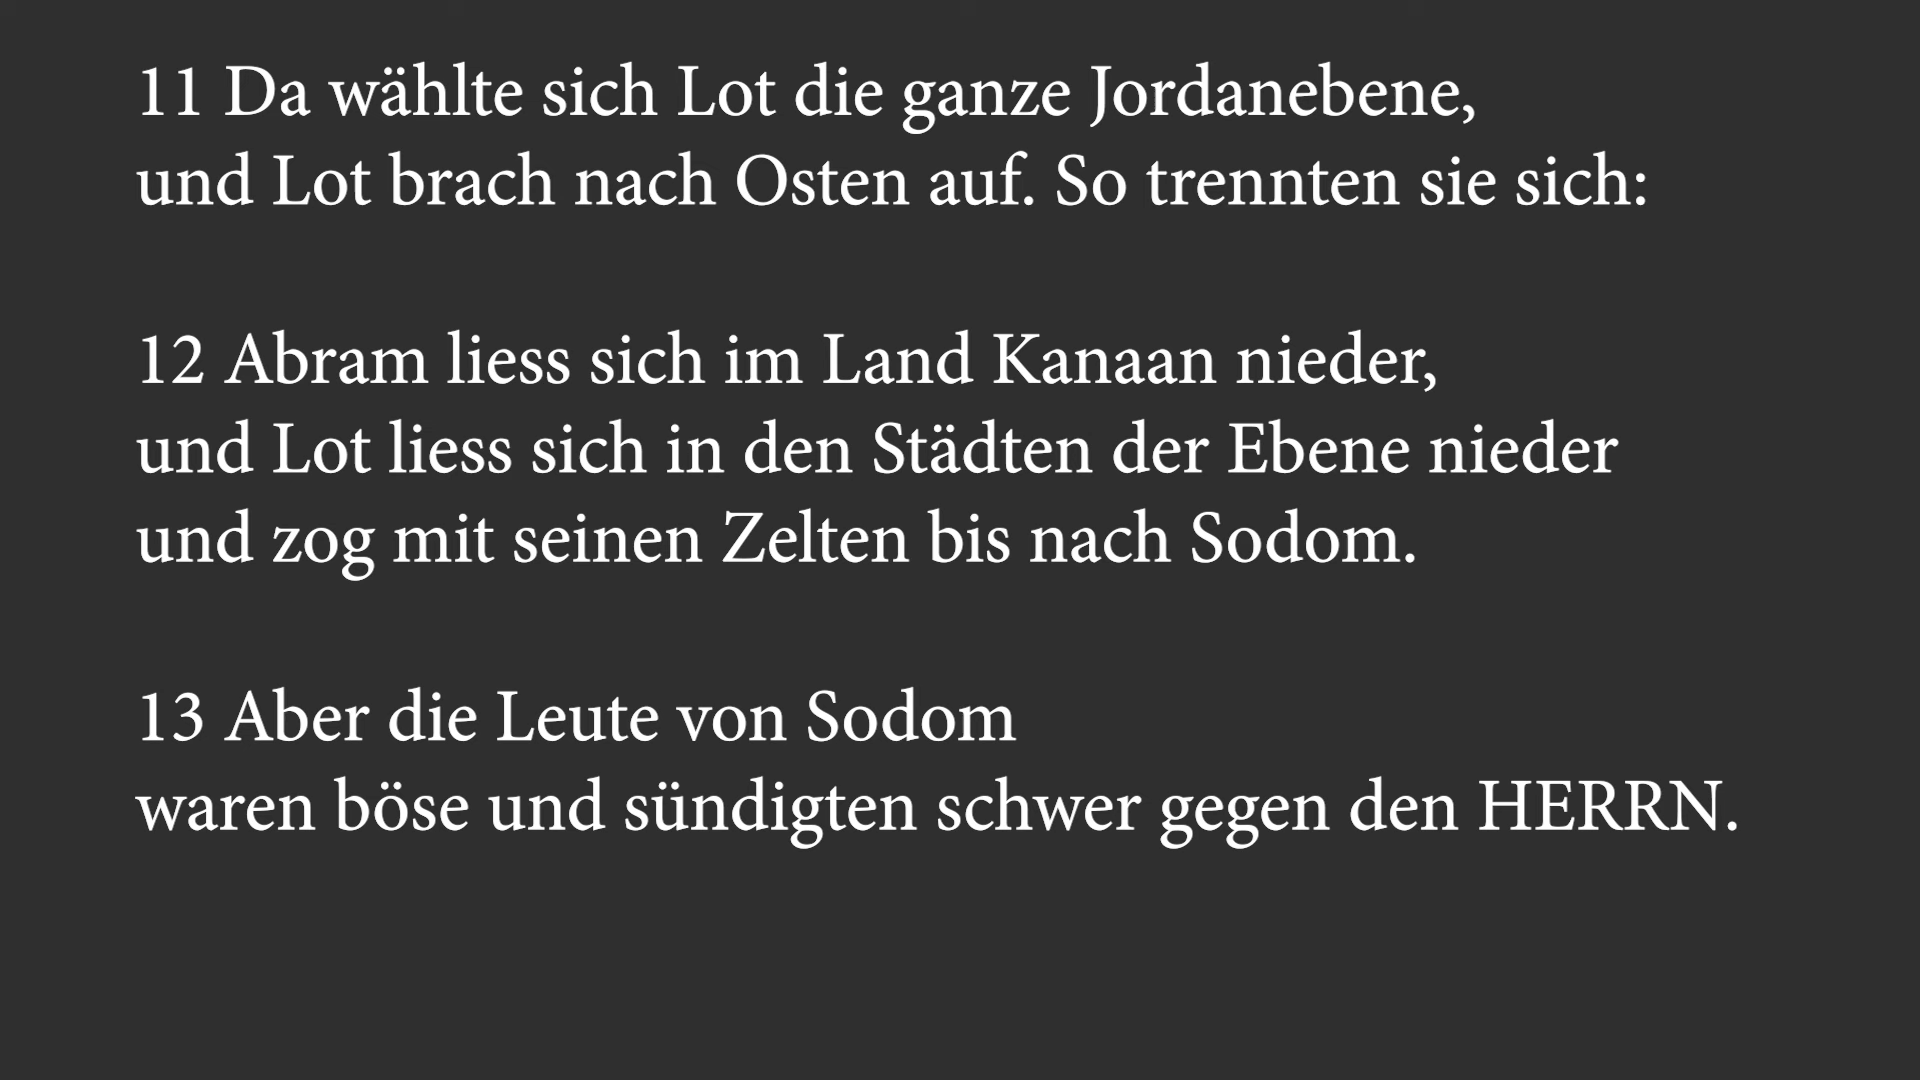 11 Da wählte sich Lot die ganze Jordanebene,
und Lot brach nach Osten auf. So trennten sie sich:
12 Abram liess sich im Land Kanaan nieder,
und Lot liess sich in den Städten der Ebene nieder
und zog mit seinen Zelten bis nach Sodom.
13 Aber die Leute von Sodom
waren böse und sündigten schwer gegen den HERRN.